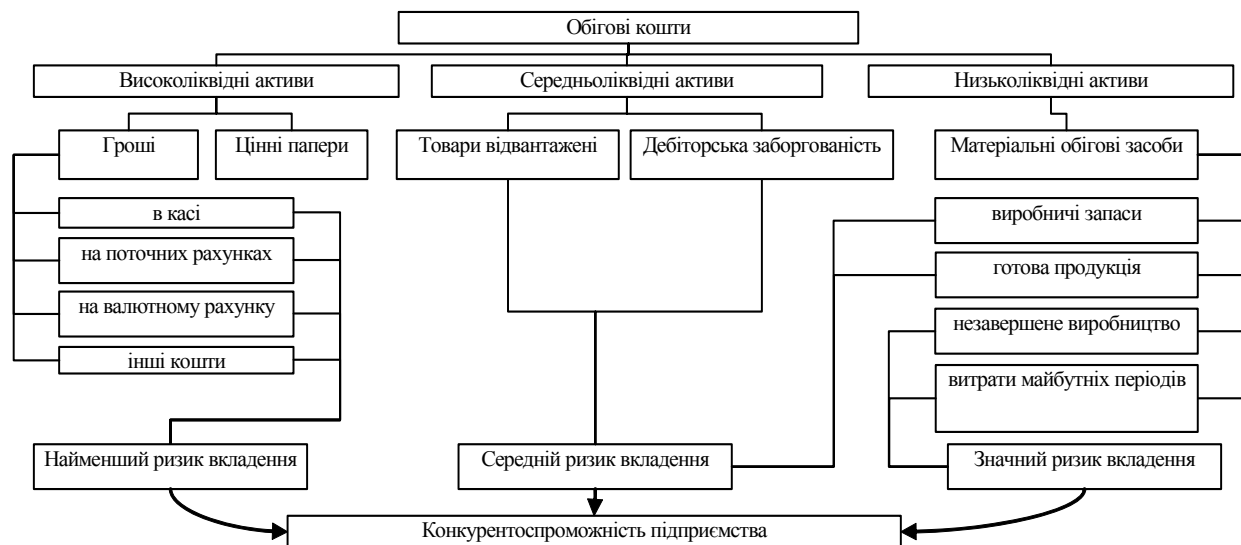 Обігові кошти
Високоліквідні активи
Середньоліквідні активи
Низьколіквідні активи
Гроші
Цінні папери
Товари відвантажені
Дебіторська заборгованість
Матеріальні обігові засоби
в касі
на поточних рахунках
на валютному рахунку
інші кошти
виробничі запаси
готова продукція
незавершене виробництво
витрати майбутніх періодів
Найменший ризик вкладення
Середній ризик вкладення
Значний ризик вкладення
Конкурентоспроможність підприємства